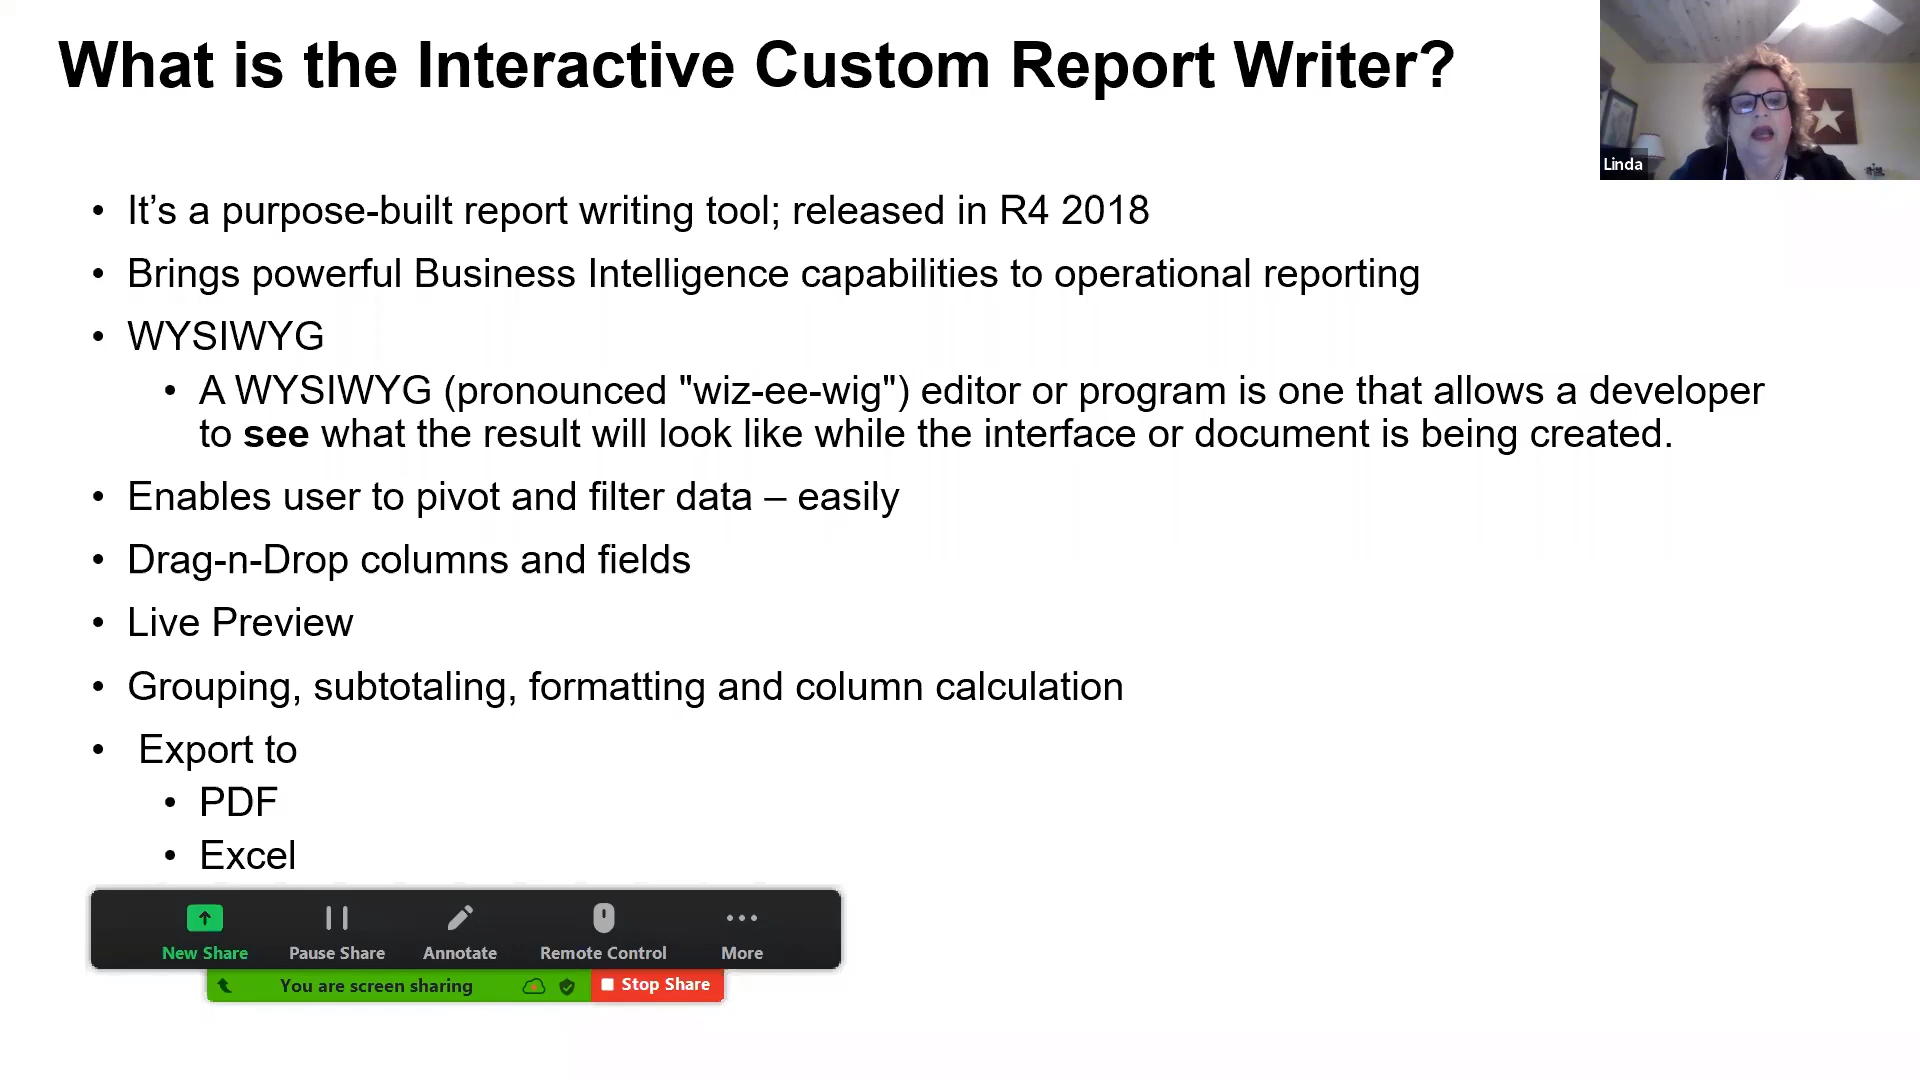 What is the Interactive Custom Report Writer?
Linda
• It’s a purpose-built report writing tool; released in R4 2018
• Brings powerful Business Intelligence capabilities to operational reporting
• WYSIWYG
• A WYSIWYG (pronounced "wiz-ee-wig") editor or program is one that allows a developer
to see what the result will look like while the interface or document is being created.
• Enables user to pivot and filter data – easily
• Drag-n-Drop columns and fields
• Live Preview
• Grouping, subtotaling, formatting and column calculation
• Export to
• PDF
• Excel
New Share Pause Share Annotate Remote Control More
You are screen sharing Stop Share